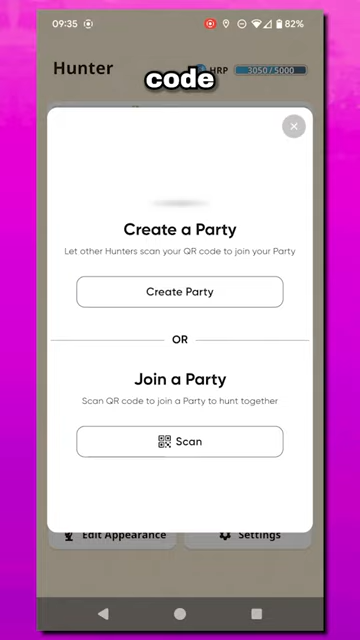 09:35
82%
Hunter
code
HRP
3050 / 5000
Create a Party
Let other Hunters scan your QR code to join your Party
Create Party
OR
Join a Party
Scan QR code to join a Party to hunt together
Scan
Edit Appearance
Settings